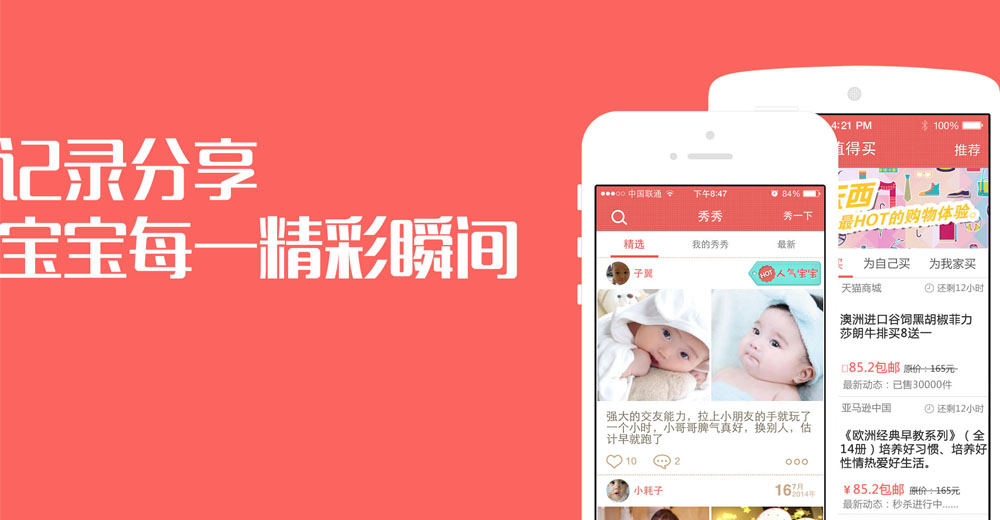 记录分享
宝宝每一精彩瞬间
中国联通
下午8:47
84%
秀秀
秀一下
精选
我的秀秀
最新
子翼
HOT 人气宝宝
强大的交友能力，拉上小朋友的手就玩了
一个小时，小哥哥脾气真好，换别人，估
计早就跑了
10
2
小耗子
16 7月
2014年
4:21 PM
100%
值得买
推荐
东西
最HOT的购物体验。
买
为自己买
为我家买
天猫商城
还剩12小时
澳洲进口谷饲黑胡椒菲力
莎朗牛排买8送一
85.2包邮 原价：165元
最新动态：已售30000件
亚马逊中国
还剩12小时
《欧洲经典早教系列》（全
14册）培养好习惯、培养好
性情热爱好生活。
¥85.2包邮 原价：165元
最新动态：秒杀进行中......